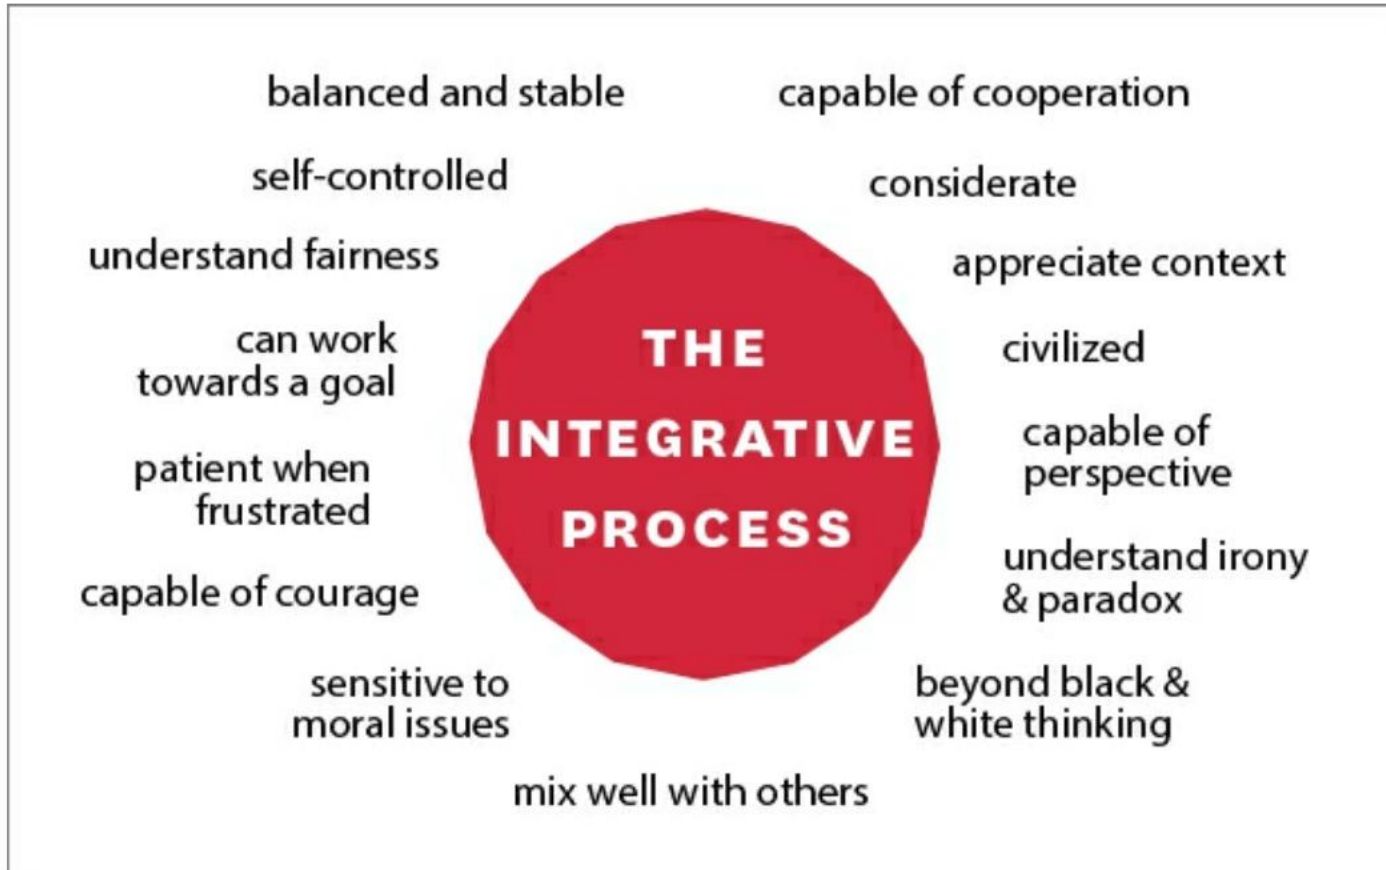 balanced and stable
capable of cooperation
self-controlled
considerate
understand fairness
appreciate context
THE
INTEGRATIVE
PROCESS
can work
towards a goal
civilized
capable of
perspective
patient when
frustrated
understand irony
& paradox
capable of courage
sensitive to
moral issues
beyond black &
white thinking
mix well with others